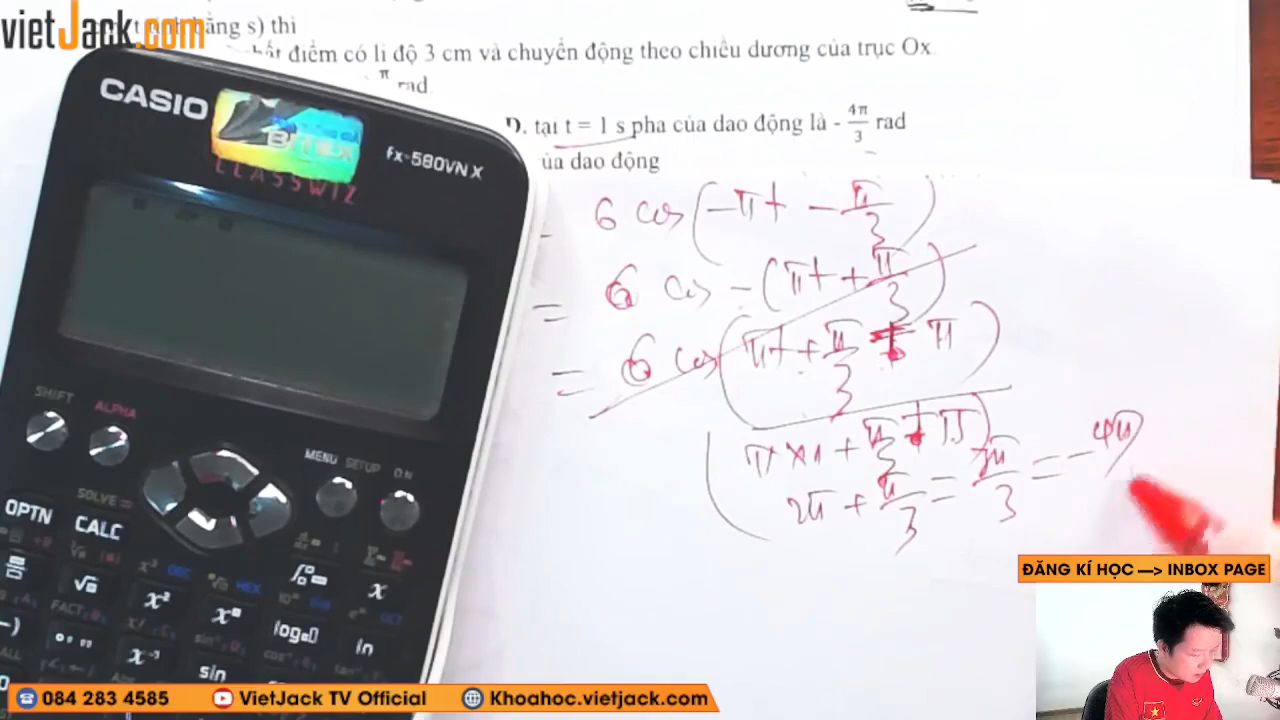 vietJack.com
bằng s) thì
chất điểm có li độ 3 cm và chuyển động theo chiều dương của trục Ox
π rad
D. tại t = 1 s pha của dao động là - 4π/3 rad
ủa dao động
CASIO
BITEX
fx-580VN X
CLASSWIZ
6 cos(-πt - π/3)
= 6 cos -(πt + π/3)
= 6 cos(πt + π/3 + π)
(π×1 + π/3 + π)
2π + π/3 = 7π/3 = -4π
SHIFT ALPHA MENU SETUP ON
SOLVE =
OPTN CALC
x
x² log ln
sin
ĐĂNG KÍ HỌC —> INBOX PAGE
084 283 4585 VietJack TV Official Khoahoc.vietjack.com